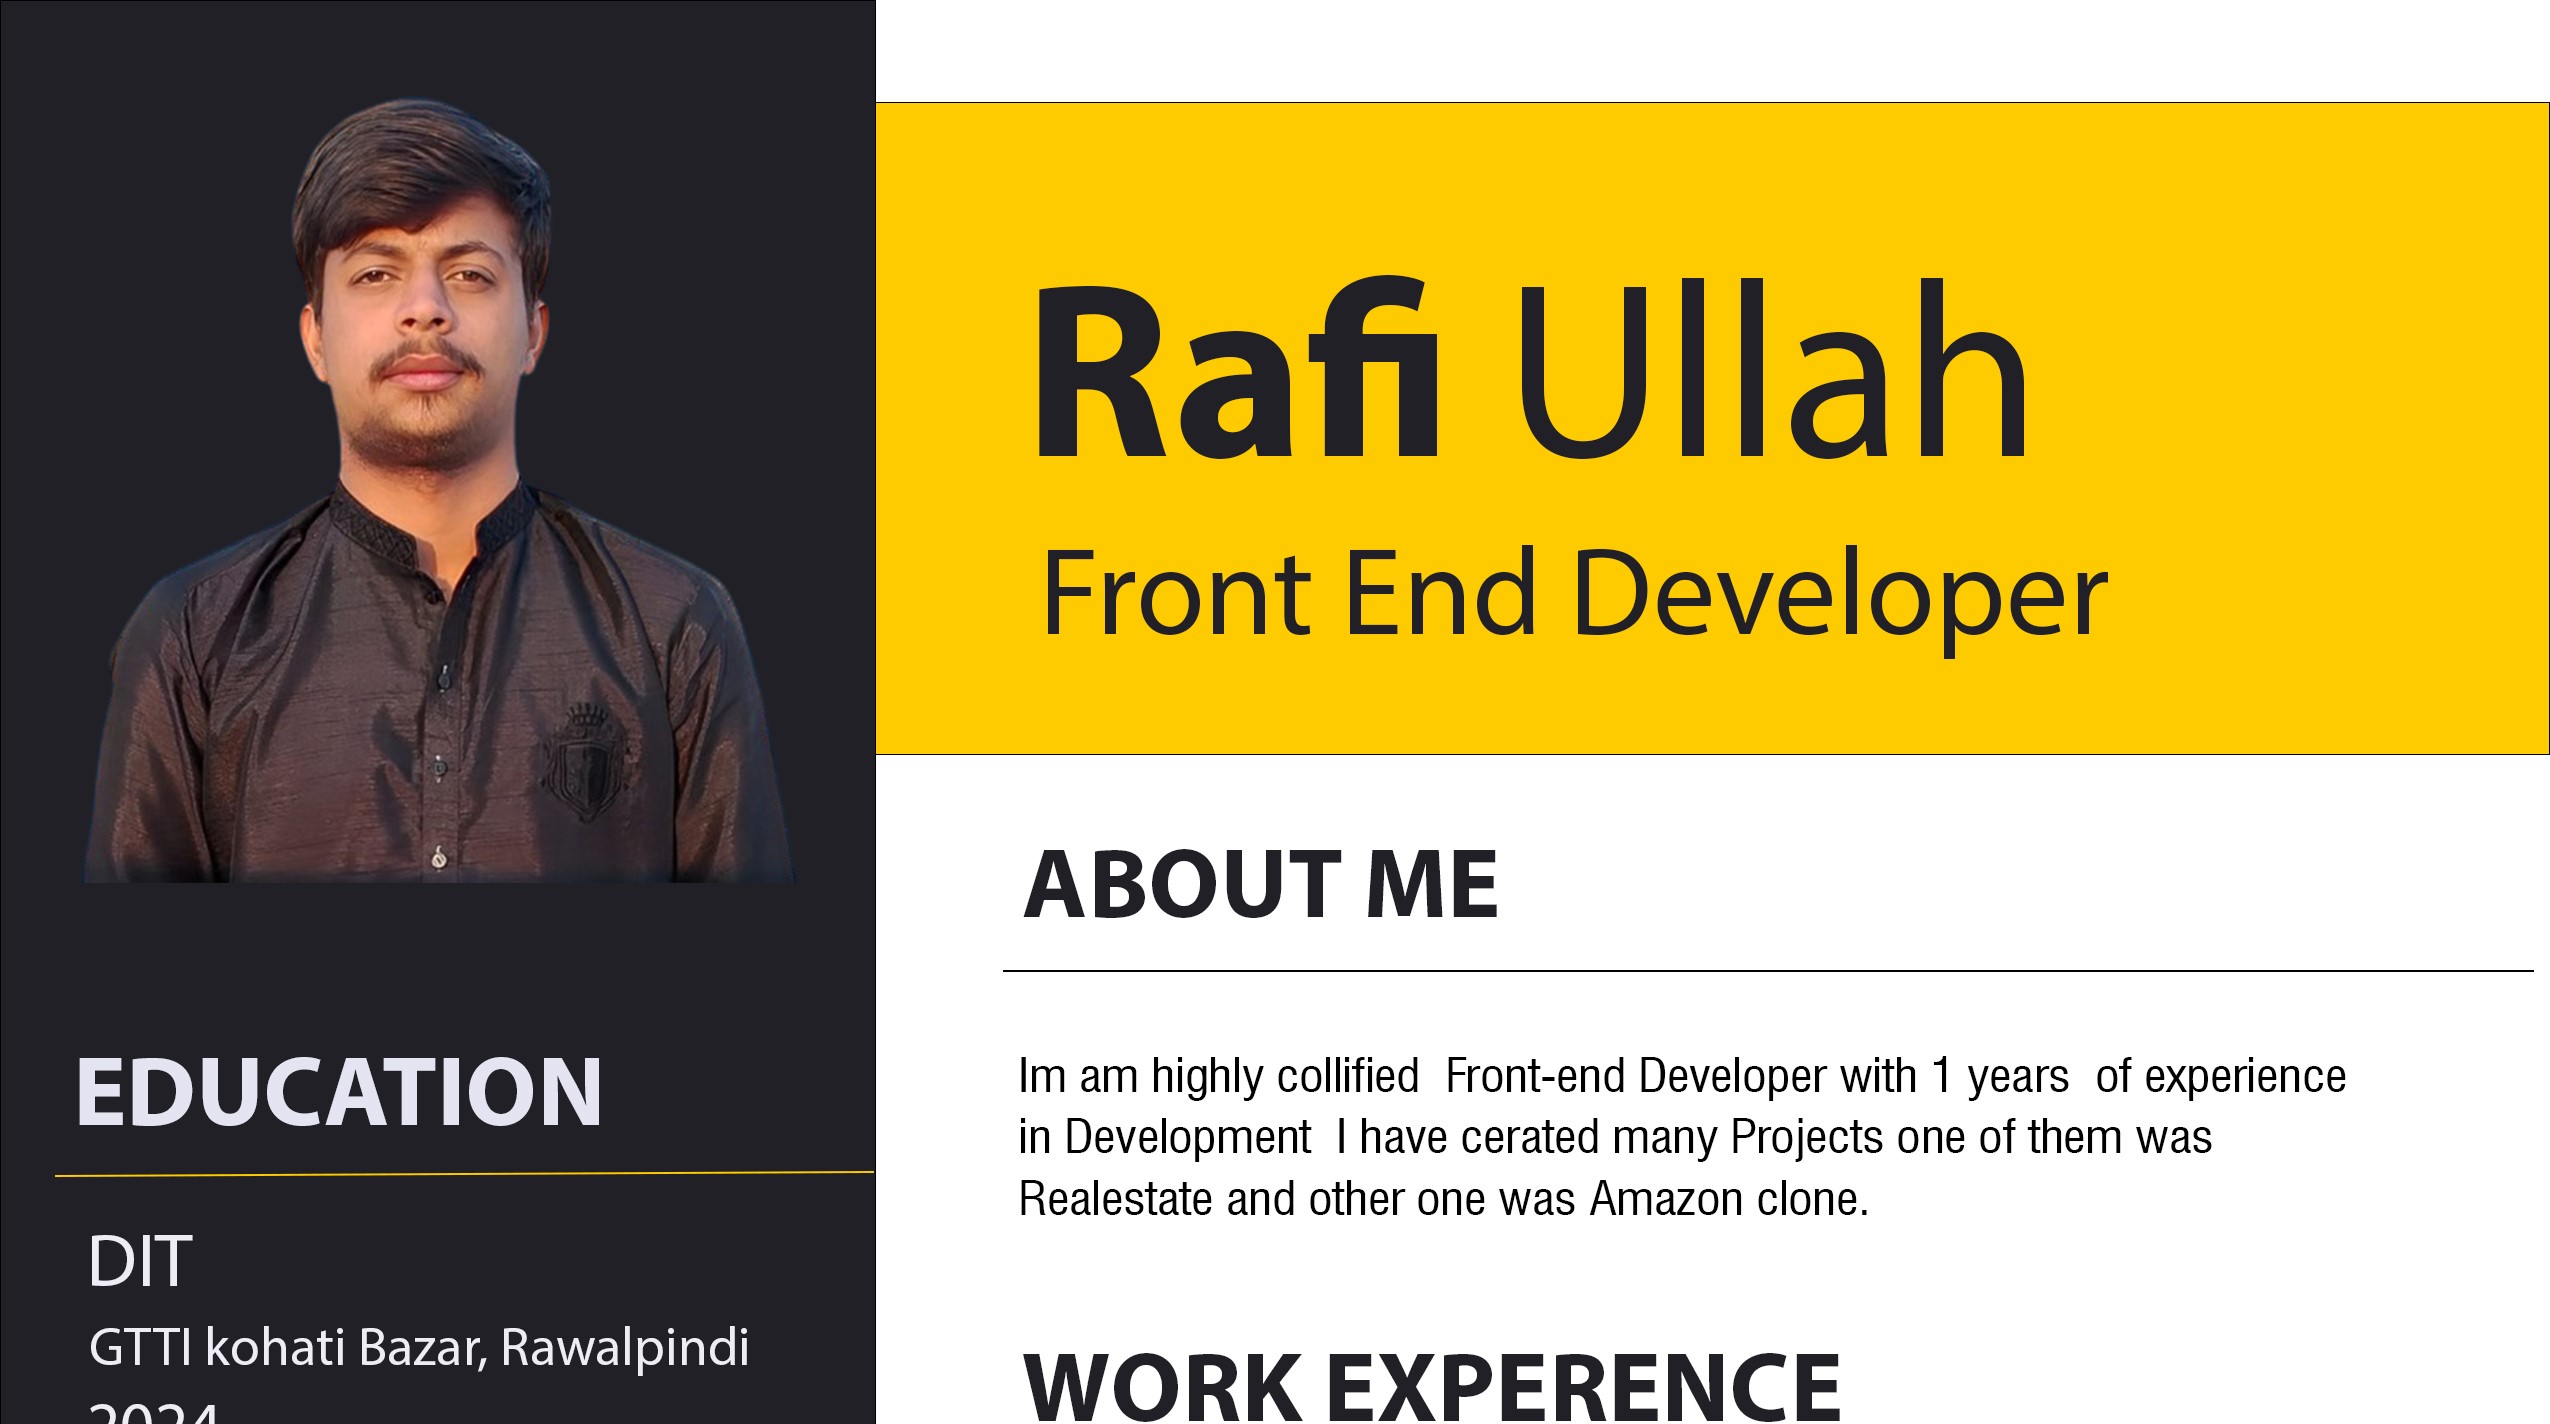 Rafi Ullah
Front End Developer
ABOUT ME
Im am highly collified  Front-end Developer with 1 years  of experience
in Development  I have cerated many Projects one of them was
Realestate and other one was Amazon clone.
WORK EXPERENCE
EDUCATION
DIT
GTTI kohati Bazar, Rawalpindi
2024